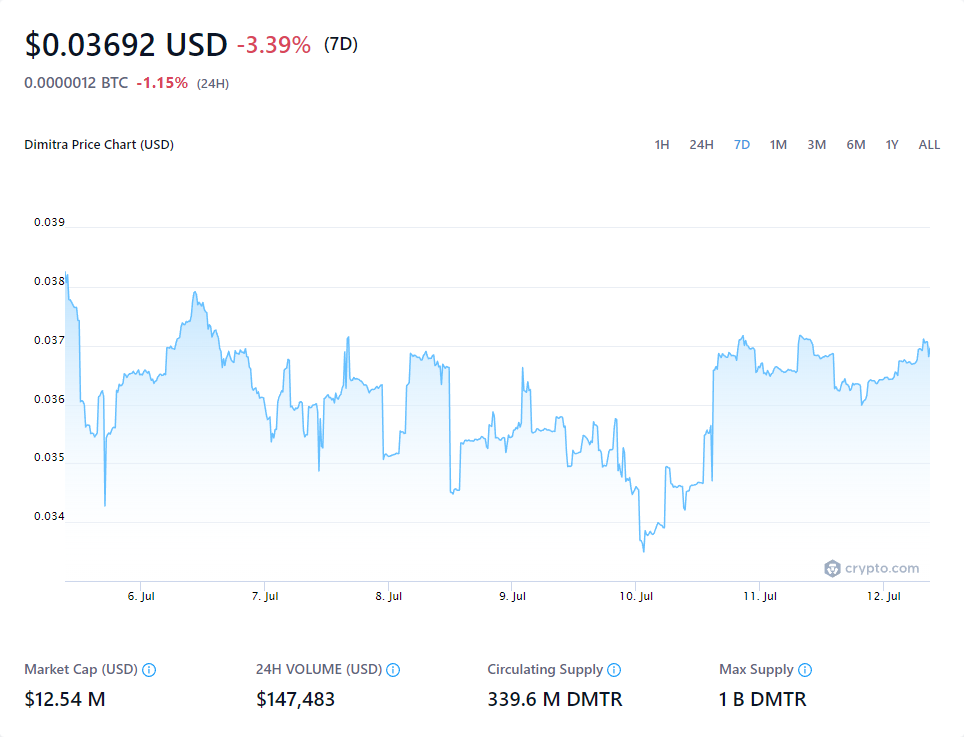 $0.03692 USD -3.39% (7D)
0.0000012 BTC -1.15% (24H)
Dimitra Price Chart (USD) 1H 24H 7D 1M 3M 6M 1Y ALL
0.039
0.038
0.037
0.036
0.035
0.034
crypto.com
6. Jul 7. Jul 8. Jul 9. Jul 10. Jul 11. Jul 12. Jul
Market Cap (USD) 24H VOLUME (USD) Circulating Supply Max Supply
$12.54 M $147,483 339.6 M DMTR 1 B DMTR